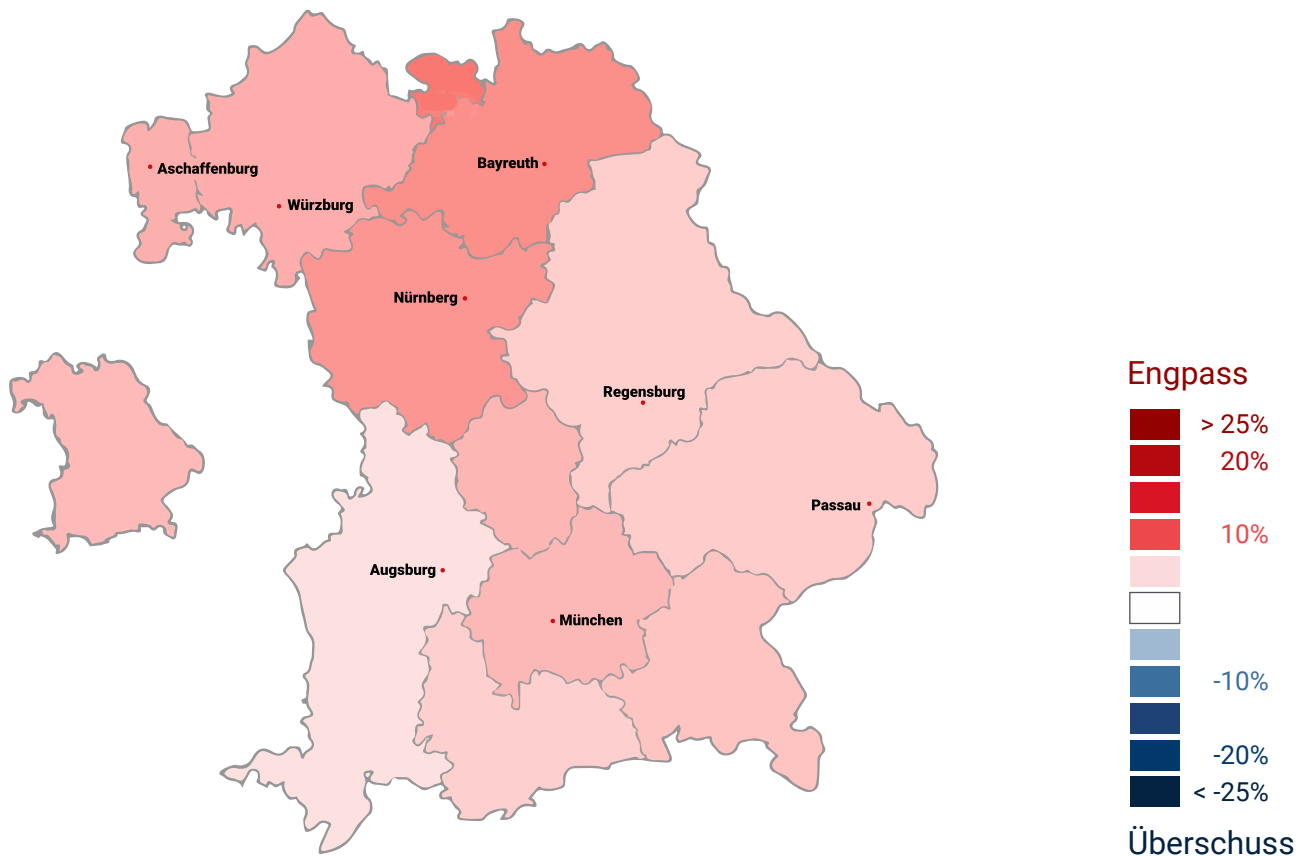 Bayreuth
Aschaffenburg
Würzburg
Nürnberg
Regensburg
Passau
Augsburg
München
Engpass
> 25%
20%
10%
-10%
-20%
< -25%
Überschuss